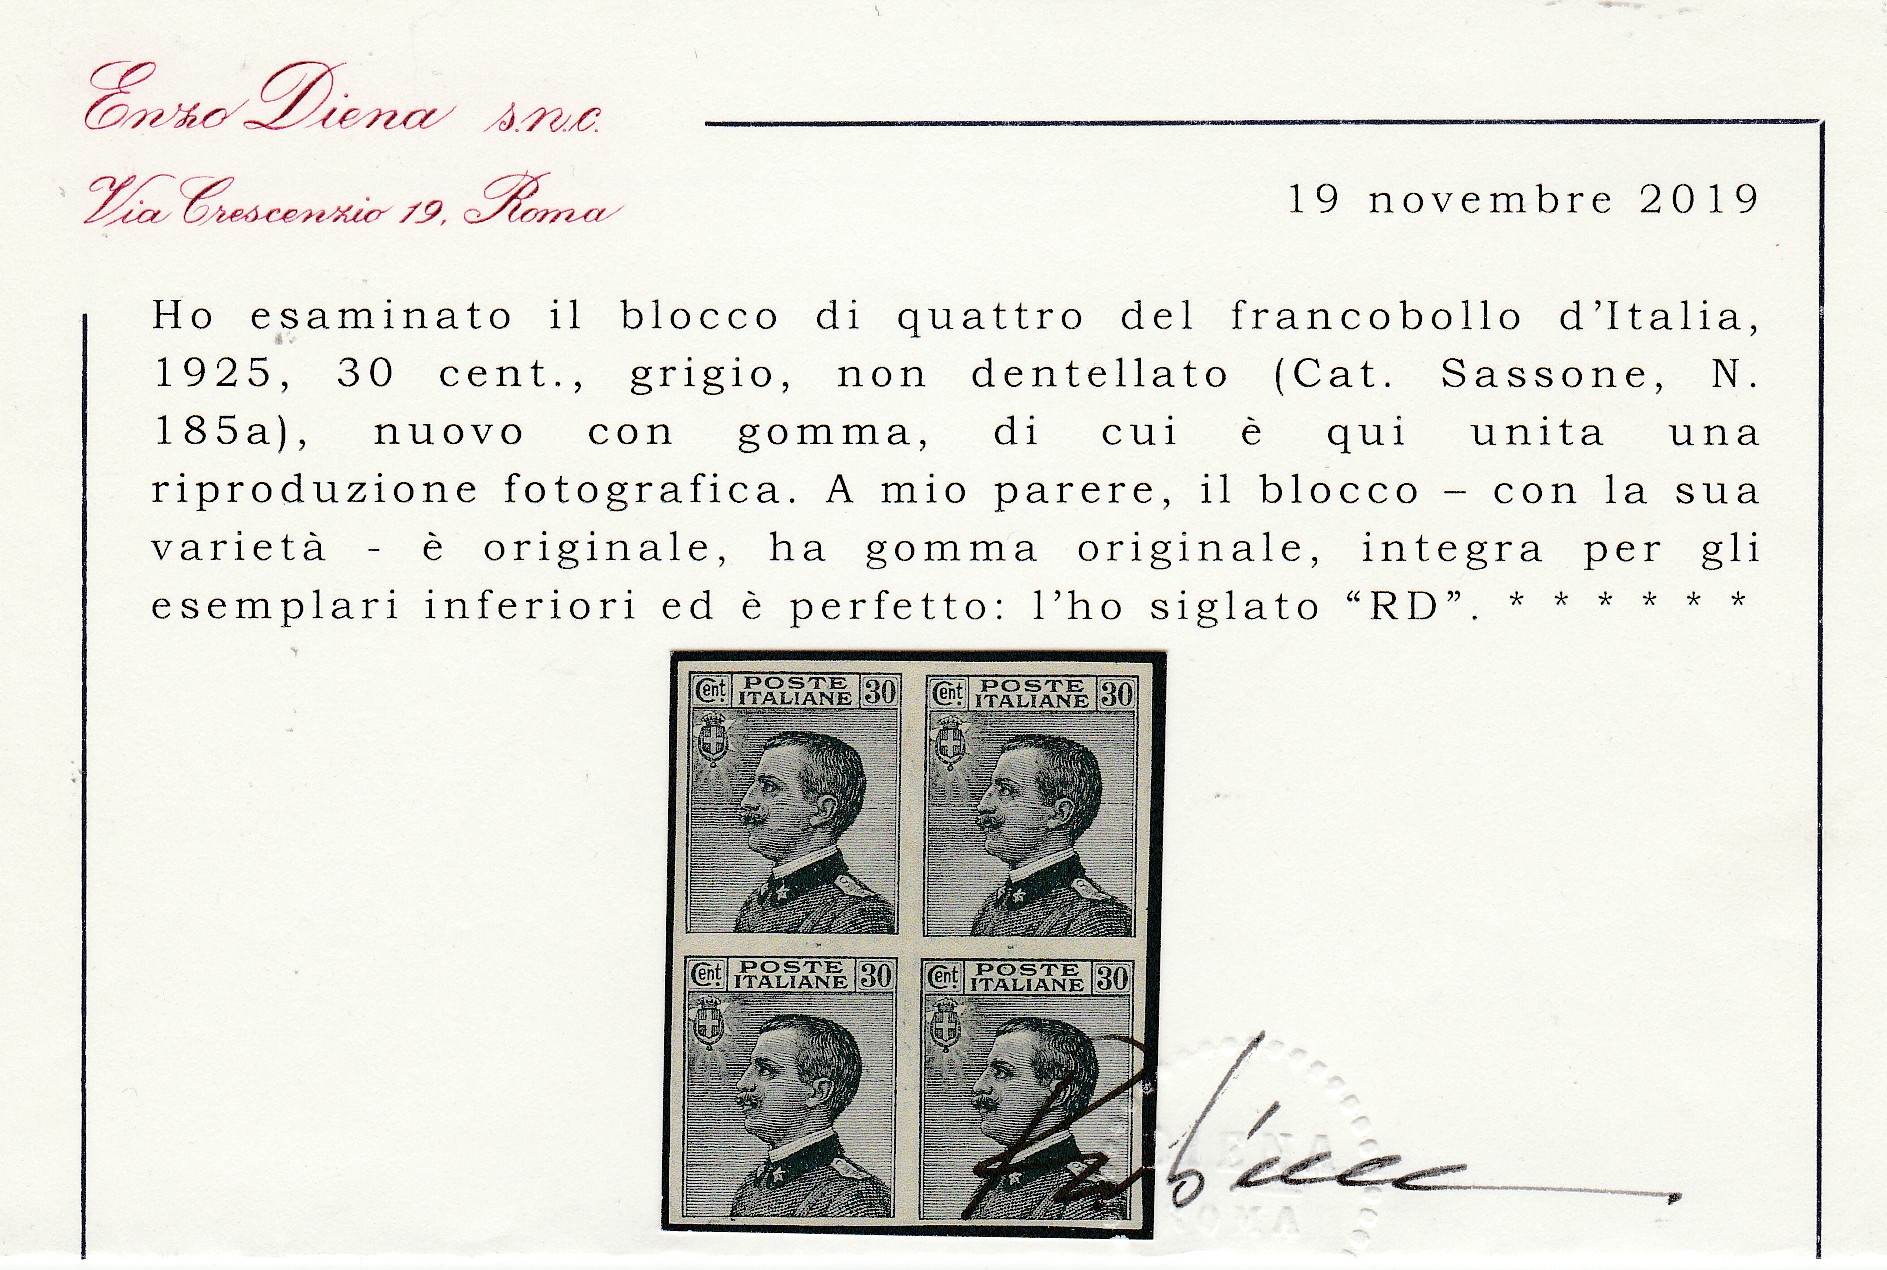 Enzo Diena s.n.c.
Via Crescenzio 19, Roma
19 novembre 2019
Ho esaminato il blocco di quattro del francobollo d’Italia,
1925, 30 cent., grigio, non dentellato (Cat. Sassone, N.
185a), nuovo con gomma, di cui è qui unita una
riproduzione fotografica. A mio parere, il blocco – con la sua
varietà - è originale, ha gomma originale, integra per gli
esemplari inferiori ed è perfetto: l’ho siglato “RD”. * * * * * *
Cent. POSTE ITALIANE 30
Cent. POSTE ITALIANE 30
Cent. POSTE ITALIANE 30
Cent. POSTE ITALIANE 30